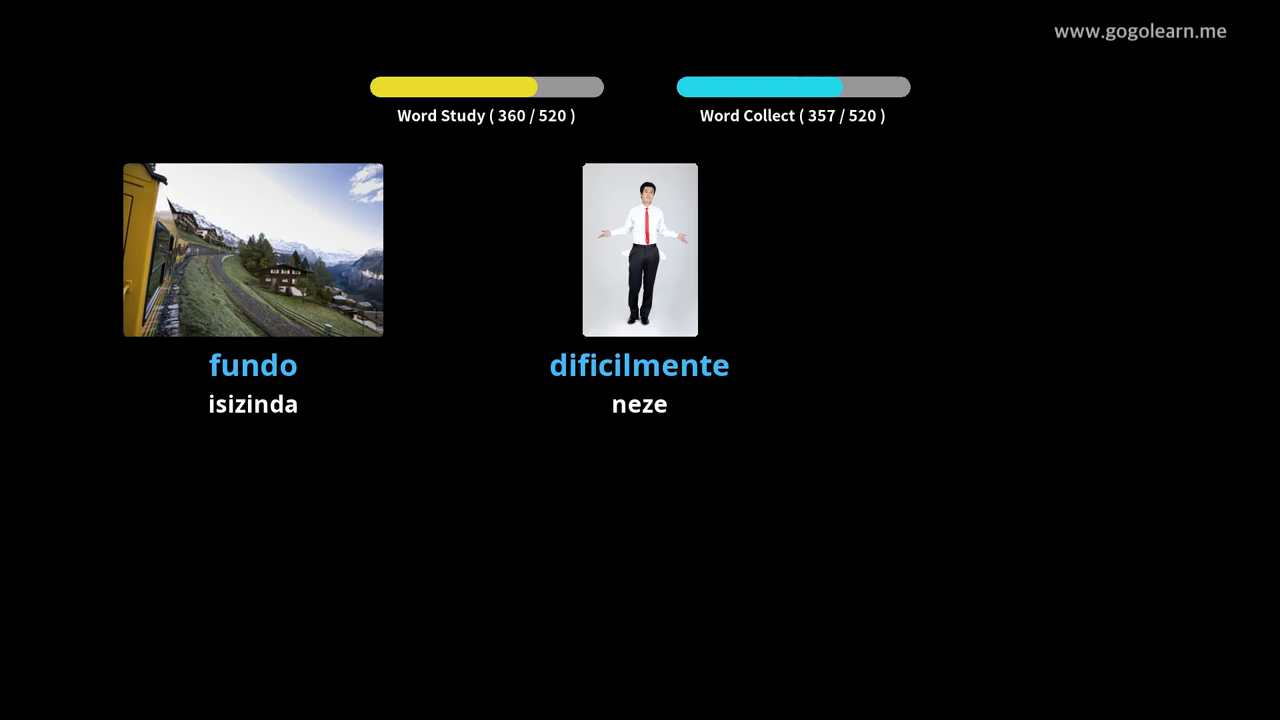 www.gogolearn.me
Word Study ( 360 / 520 )
Word Collect ( 357 / 520 )
fundo
isizinda
dificilmente
neze